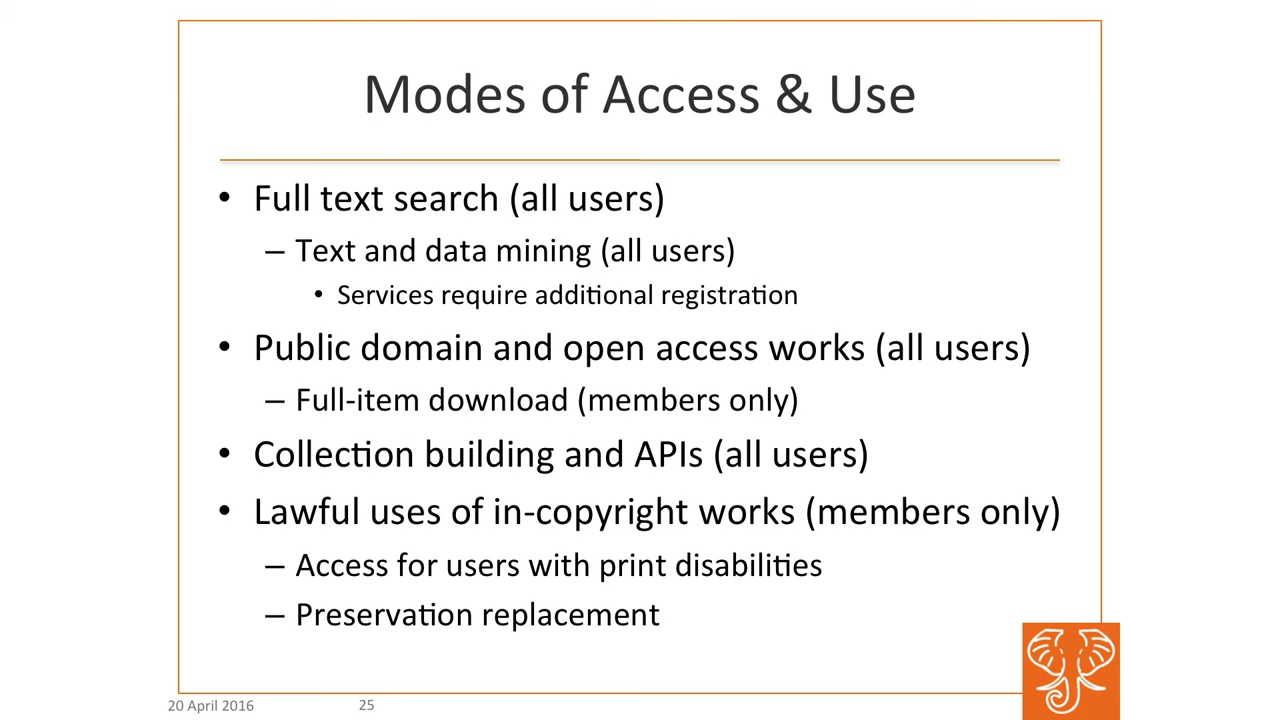 Modes of Access & Use
• Full text search (all users)
– Text and data mining (all users)
• Services require additional registration
• Public domain and open access works (all users)
– Full-item download (members only)
• Collection building and APIs (all users)
• Lawful uses of in-copyright works (members only)
– Access for users with print disabilities
– Preservation replacement
20 April 2016 25